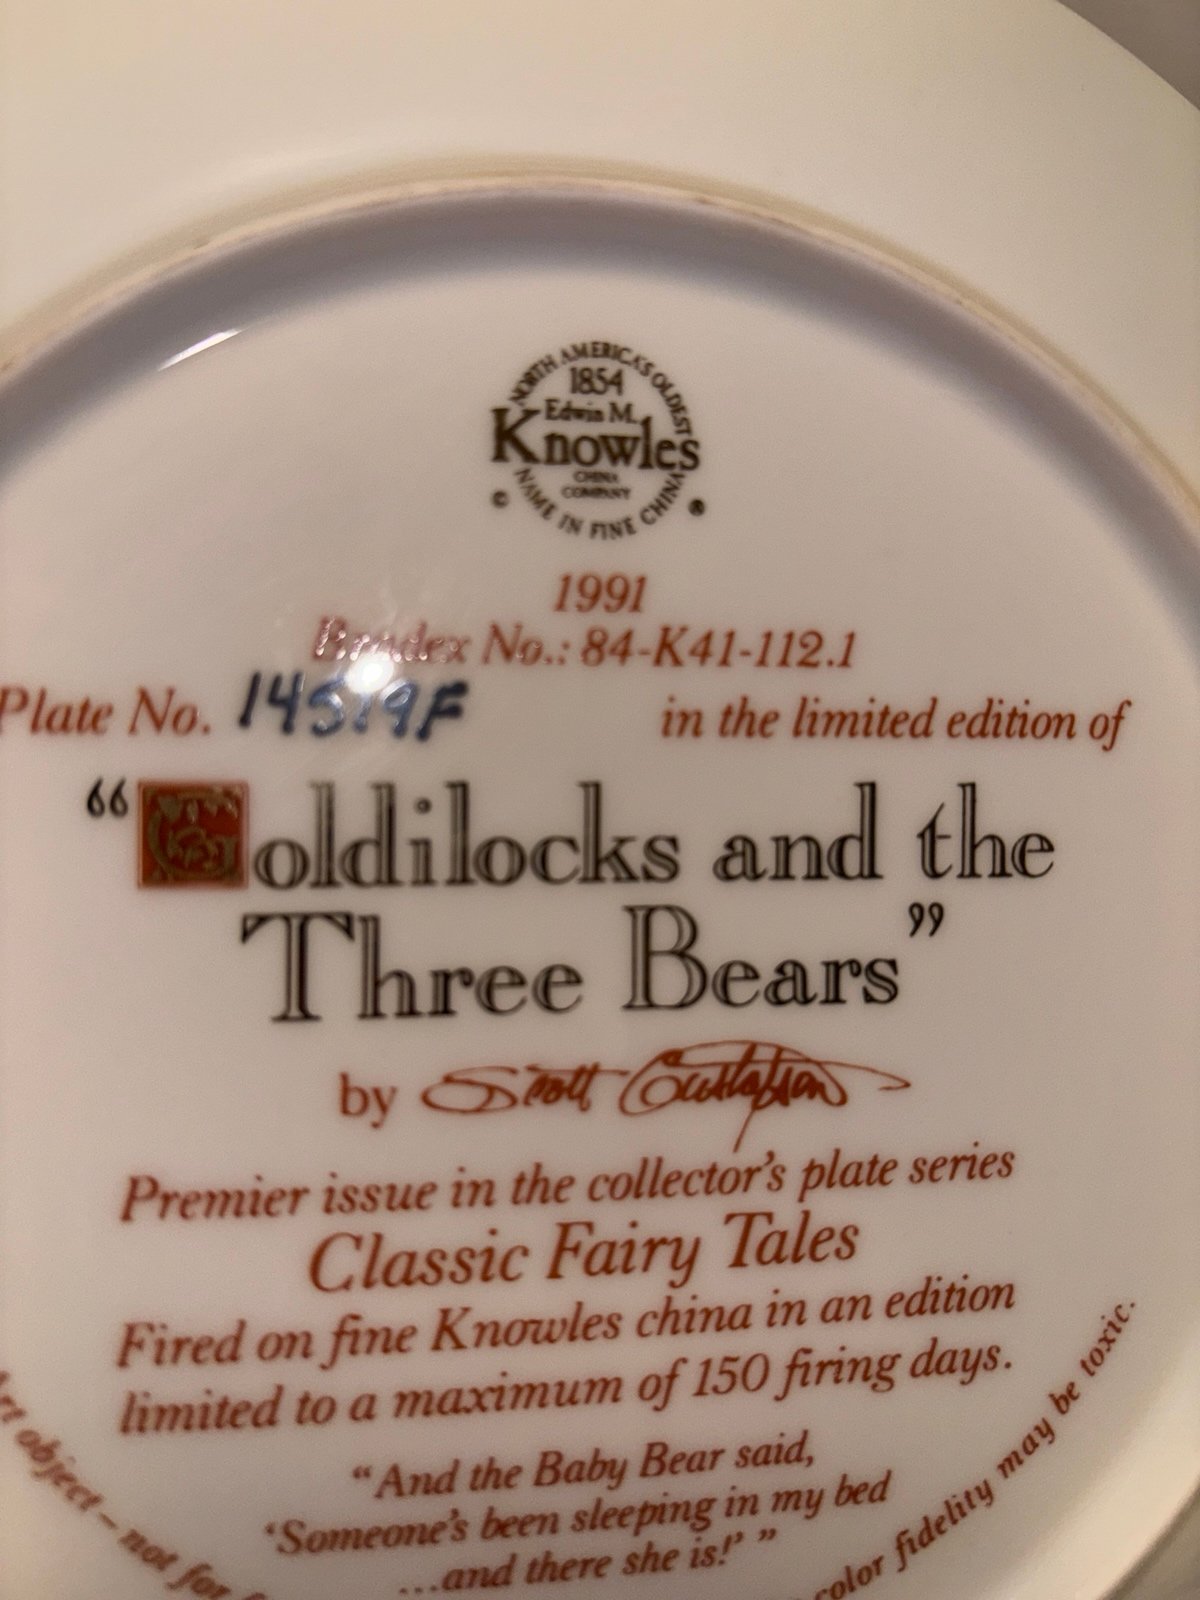 NORTH AMERICA'S OLDEST
1854
Edwin M.
Knowles
CHINA
COMPANY
NAME IN FINE CHINA
© ®
1991
Bradex No.: 84-K41-112.1
Plate No. in the limited edition of
“Goldilocks and the
Three Bears”
by Scott Gustafson
Premier issue in the collector's plate series
Classic Fairy Tales
Fired on fine Knowles china in an edition
limited to a maximum of 150 firing days.
“And the Baby Bear said,
‘Someone's been sleeping in my bed
...and there she is!’ ”
Art object – not for
color fidelity may be toxic.